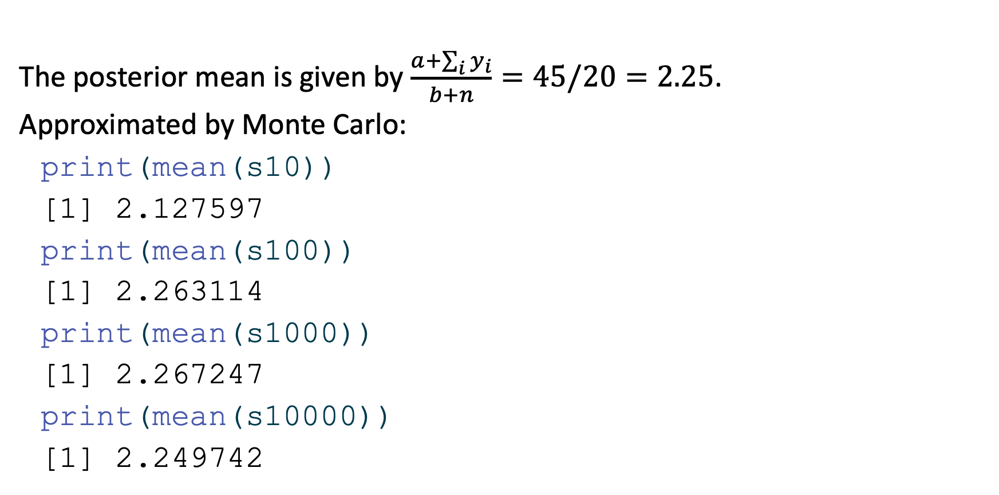 The posterior mean is given by \frac{a+\sum_i y_i}{b+n} = 45/20 = 2.25.
Approximated by Monte Carlo:
print(mean(s10))
[1] 2.127597
print(mean(s100))
[1] 2.263114
print(mean(s1000))
[1] 2.267247
print(mean(s10000))
[1] 2.249742